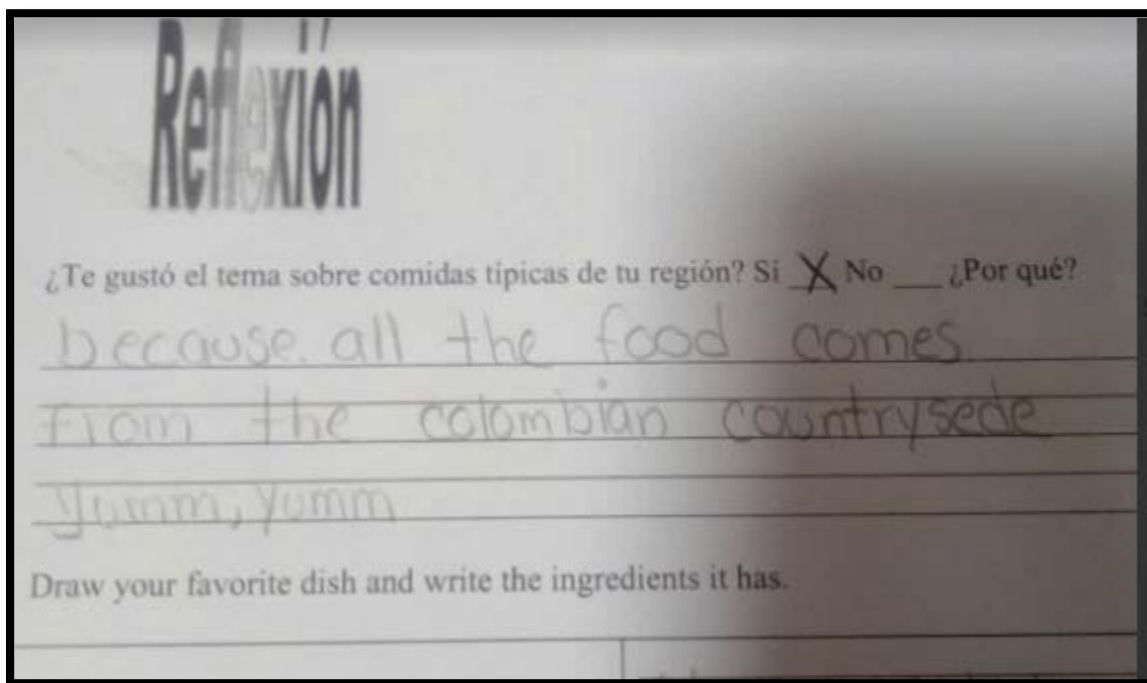 Reflexión
¿Te gustó el tema sobre comidas típicas de tu región? Si X No ___ ¿Por qué?
because. all the food comes
from the colombian countrysede
Yumm, yumm
Draw your favorite dish and write the ingredients it has.